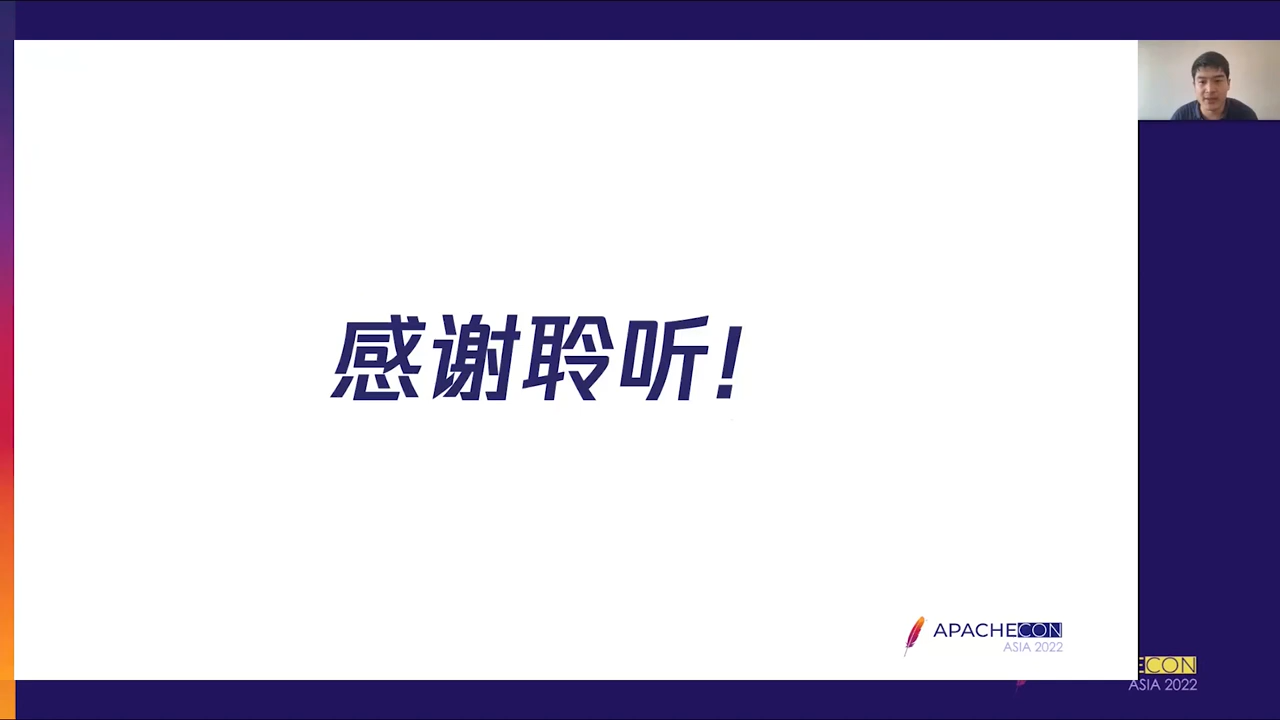 感谢聆听!
APACHECON
ASIA 2022
ECON
ASIA 2022